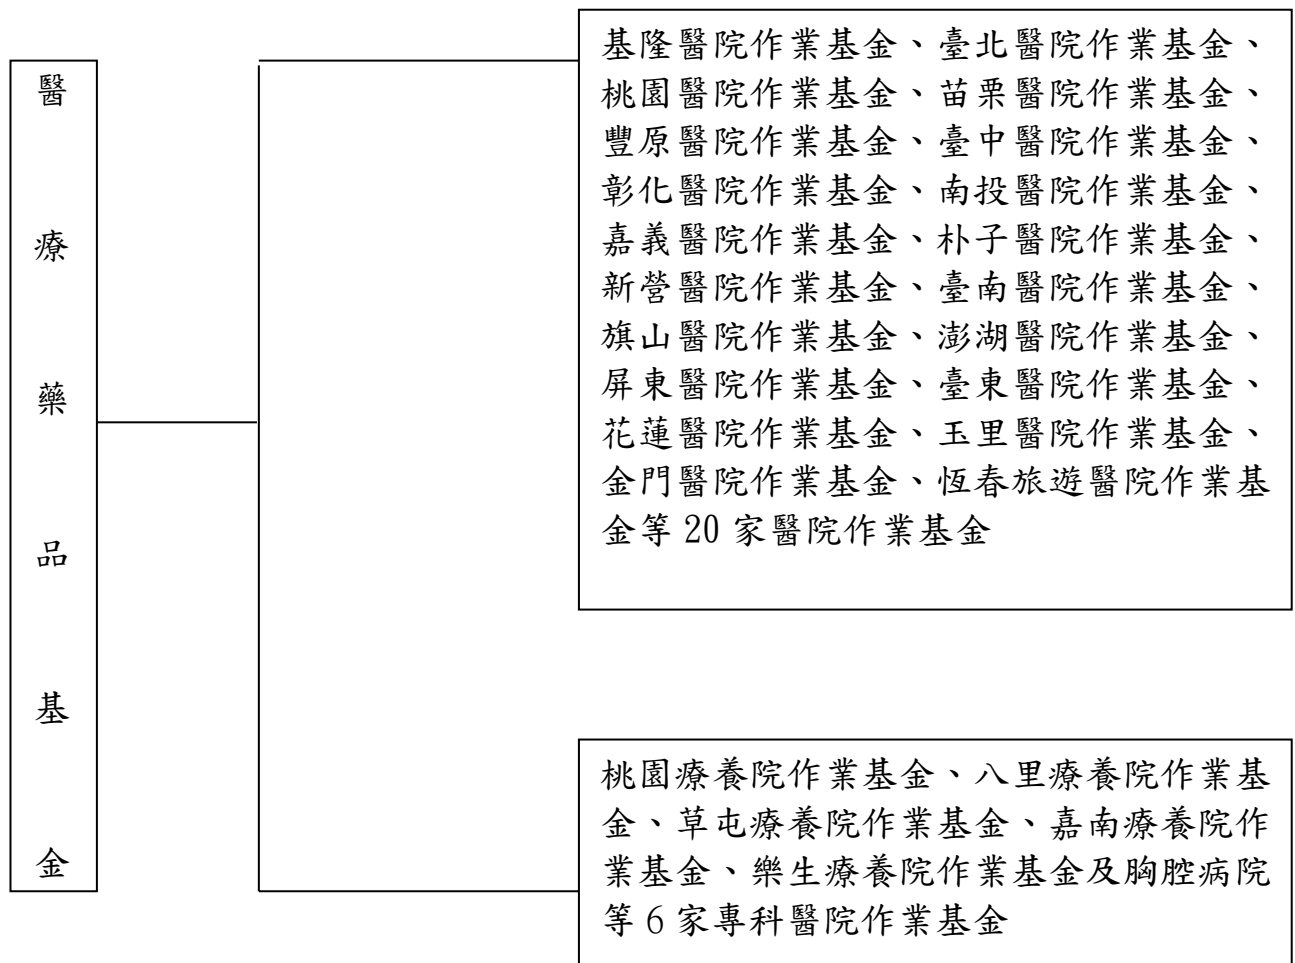 醫療藥品基金
基隆醫院作業基金、臺北醫院作業基金、
桃園醫院作業基金、苗栗醫院作業基金、
豐原醫院作業基金、臺中醫院作業基金、
彰化醫院作業基金、南投醫院作業基金、
嘉義醫院作業基金、朴子醫院作業基金、
新營醫院作業基金、臺南醫院作業基金、
旗山醫院作業基金、澎湖醫院作業基金、
屏東醫院作業基金、臺東醫院作業基金、
花蓮醫院作業基金、玉里醫院作業基金、
金門醫院作業基金、恆春旅遊醫院作業基
金等 20 家醫院作業基金
桃園療養院作業基金、八里療養院作業基
金、草屯療養院作業基金、嘉南療養院作
業基金、樂生療養院作業基金及胸腔病院
等 6 家專科醫院作業基金